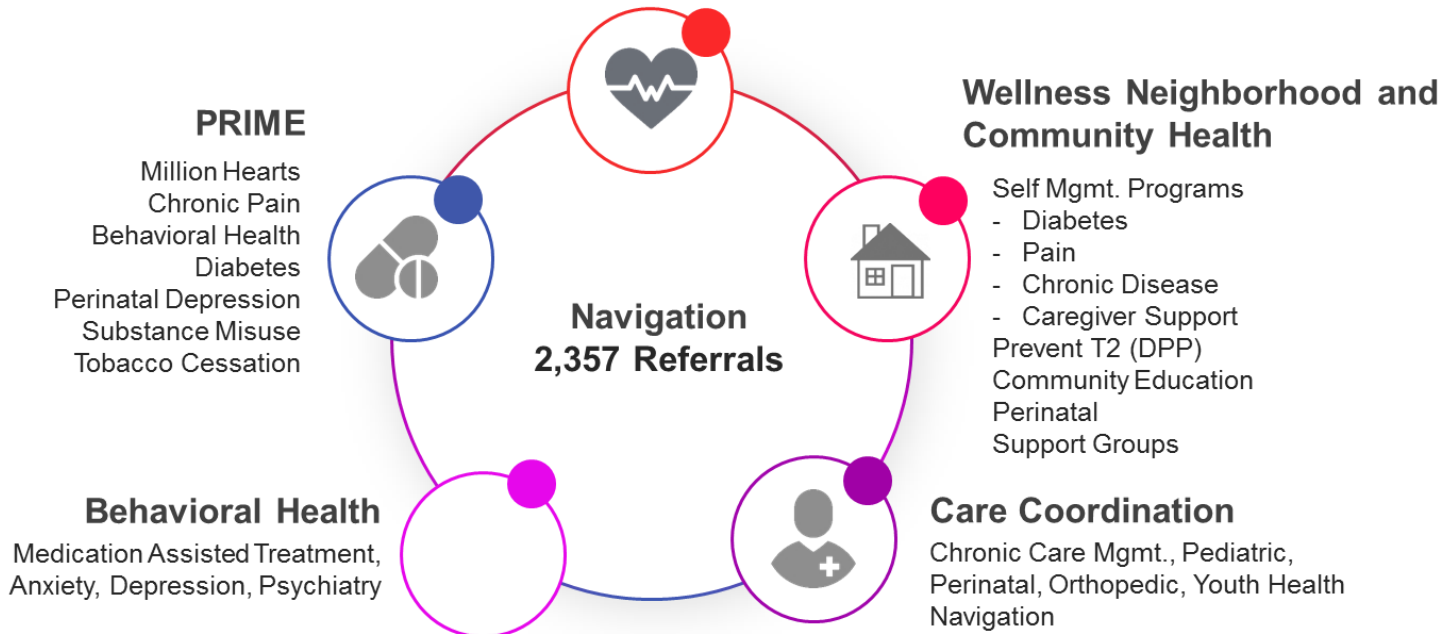 PRIME
Million Hearts
Chronic Pain
Behavioral Health
Diabetes
Perinatal Depression
Substance Misuse
Tobacco Cessation
Wellness Neighborhood and
Community Health
Self Mgmt. Programs
- Diabetes
- Pain
- Chronic Disease
- Caregiver Support
Prevent T2 (DPP)
Community Education
Perinatal
Support Groups
Navigation
2,357 Referrals
Behavioral Health
Medication Assisted Treatment,
Anxiety, Depression, Psychiatry
Care Coordination
Chronic Care Mgmt., Pediatric,
Perinatal, Orthopedic, Youth Health
Navigation